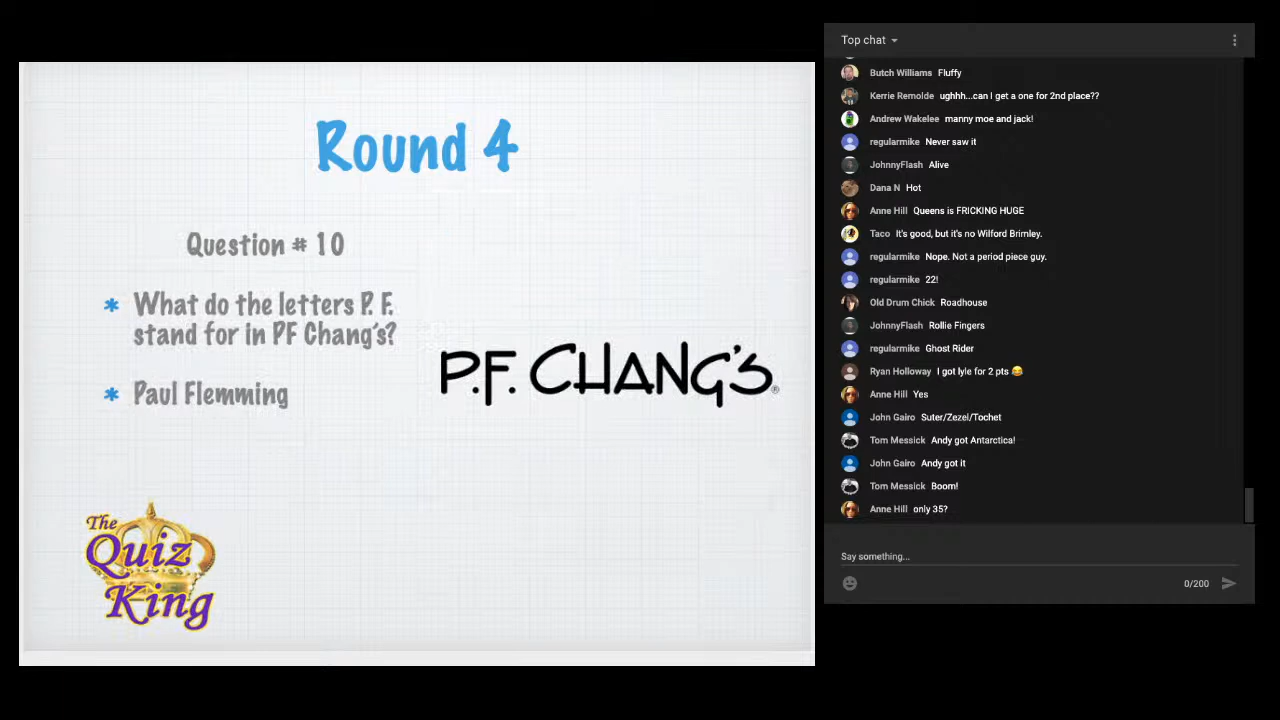 Round 4
Question # 10
* What do the letters P. F.
stand for in PF Chang's?
* Paul Flemming
P.F. CHANG'S®
The
Quiz
King
Top chat
Butch Williams Fluffy
Kerrie Remolde ughhh...can I get a one for 2nd place??
Andrew Wakelee manny moe and jack!
regularmike Never saw it
JohnnyFlash Alive
Dana N Hot
Anne Hill Queens is FRICKING HUGE
Taco It's good, but it's no Wilford Brimley.
regularmike Nope. Not a period piece guy.
regularmike 22!
Old Drum Chick Roadhouse
JohnnyFlash Rollie Fingers
regularmike Ghost Rider
Ryan Holloway I got lyle for 2 pts 😂
Anne Hill Yes
John Gairo Suter/Zezel/Tochet
Tom Messick Andy got Antarctica!
John Gairo Andy got it
Tom Messick Boom!
Anne Hill only 35?
Say something...
0/200